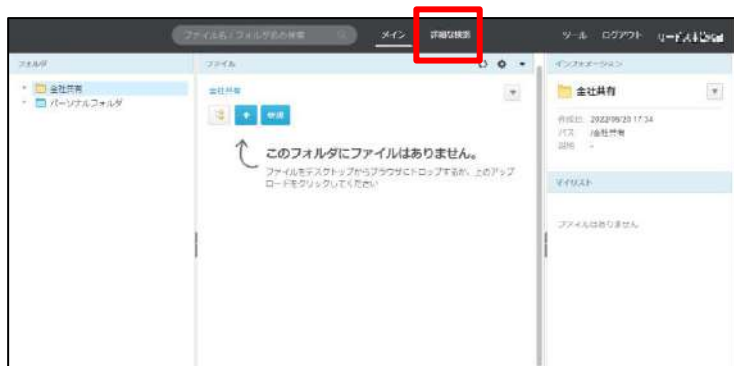 ファイル名 / フォルダ名の検索
メイン
詳細な検索
ツール
ログアウト
フォルダ
全社共有
パーソナルフォルダ
ファイル
全社共有
このフォルダにファイルはありません。
ファイルをデスクトップからブラウザにドロップするか、上のアップ
ロードをクリックしてください
インフォメーション
全社共有
作成日: 2022/09/20 17:34
パス /全社共有
説明 -
マイリスト
ファイルはありません